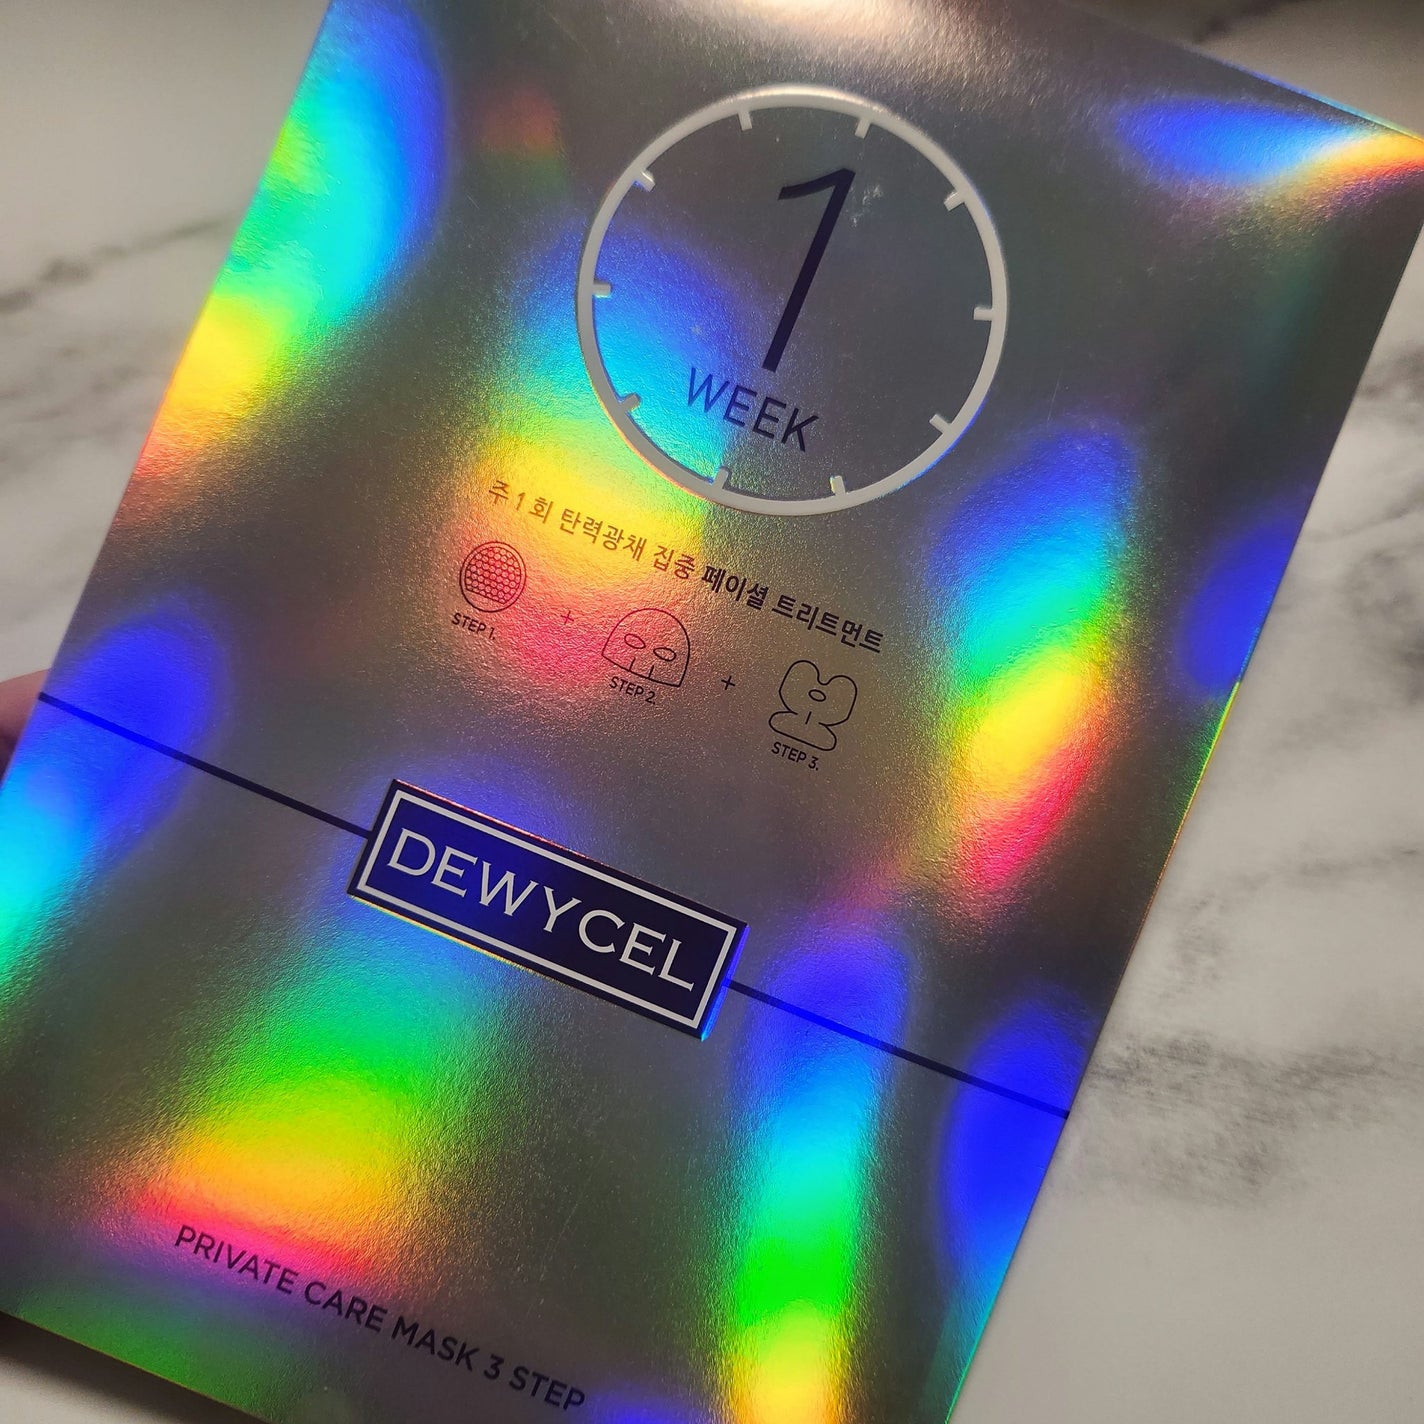 1
WEEK
주 1 회 탄력광채 집중 페이셜 트리트먼트
STEP 1.
+
STEP 2.
+
STEP 3.
DEWYCEL
PRIVATE CARE MASK 3 STEP